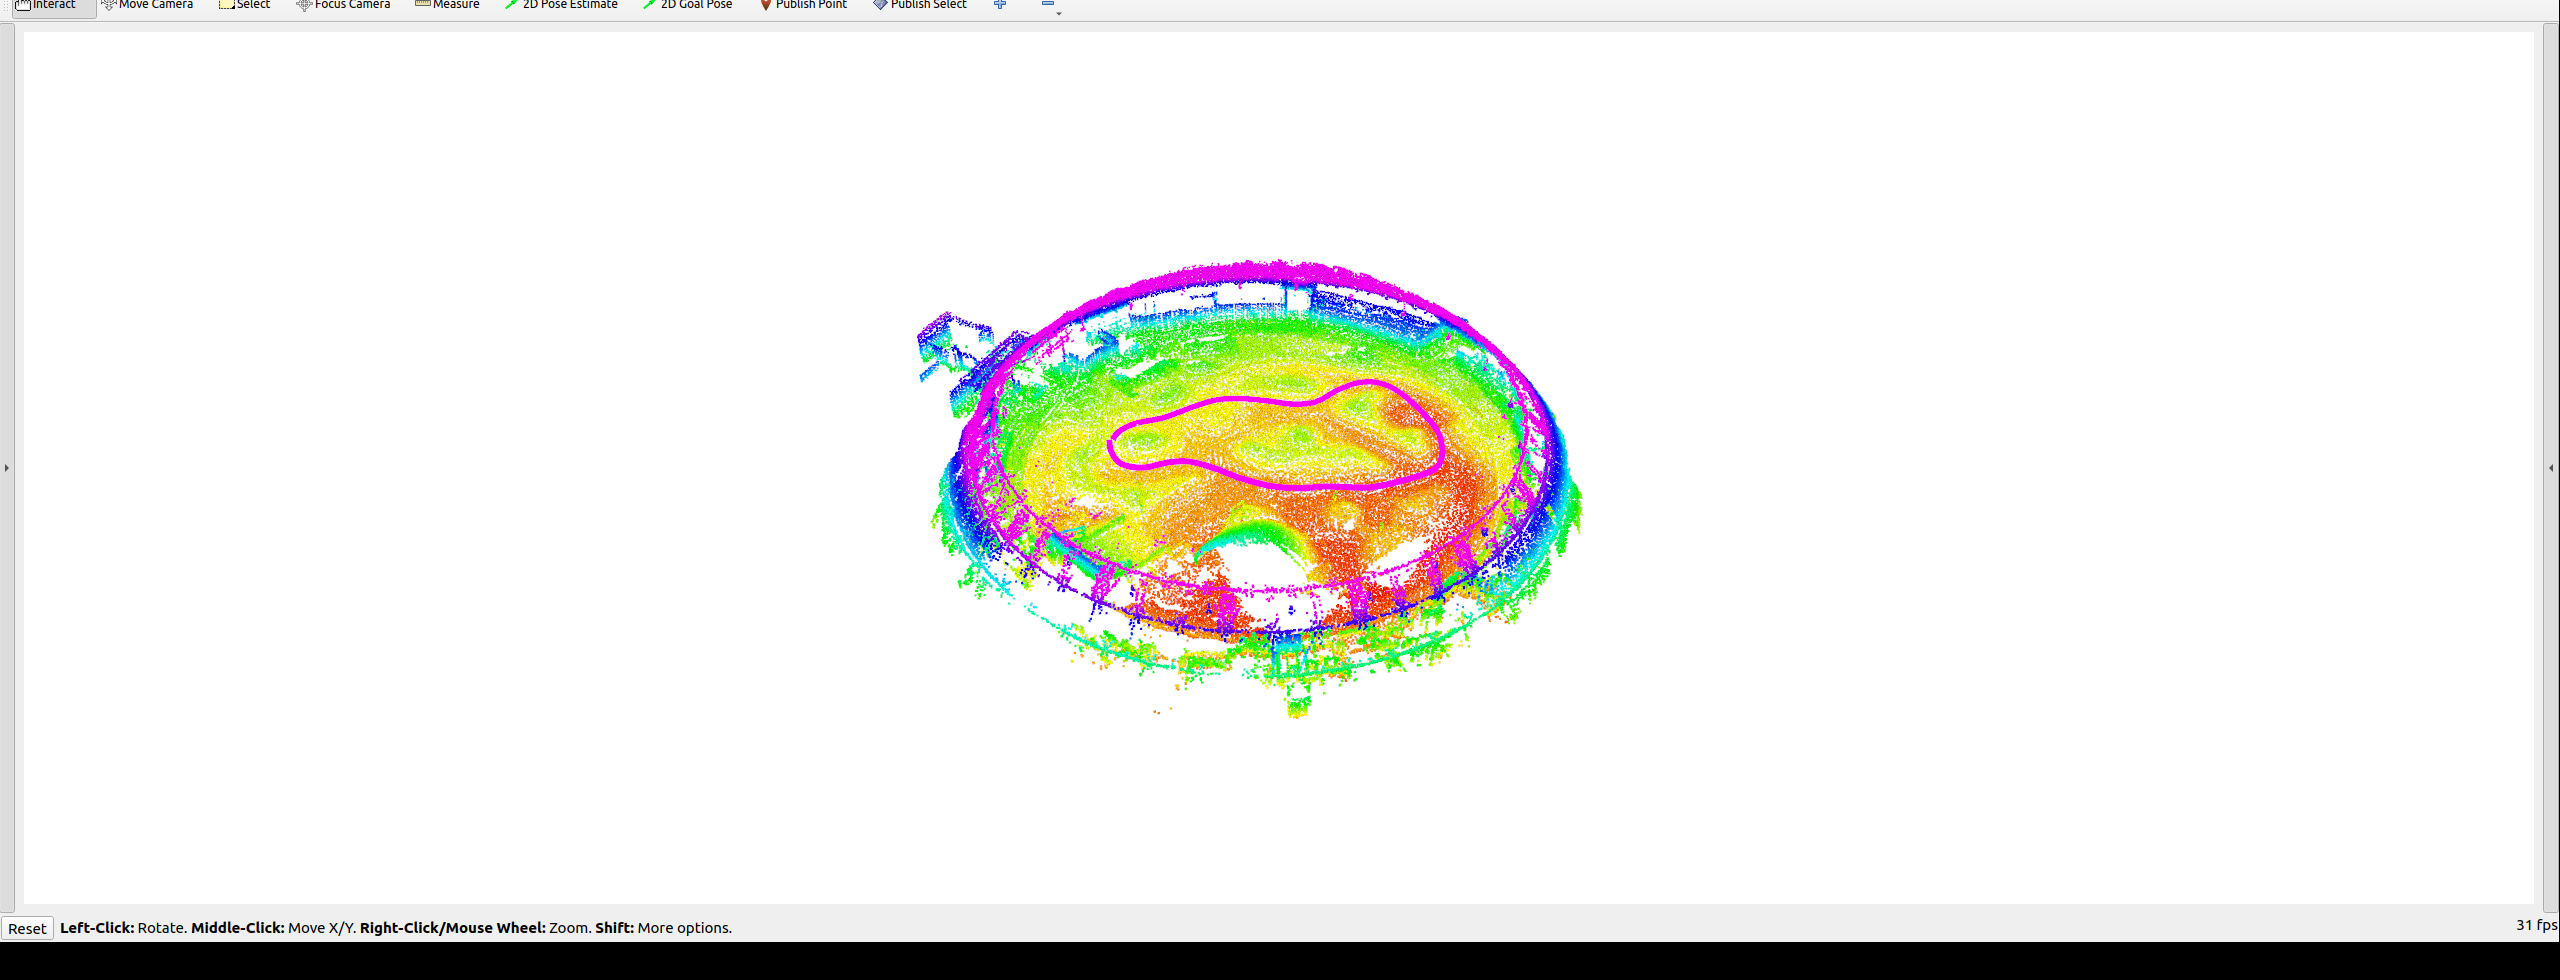 Interact Move Camera Select Focus Camera Measure 2D Pose Estimate 2D Goal Pose Publish Point Publish Select
Reset Left-Click: Rotate. Middle-Click: Move X/Y. Right-Click/Mouse Wheel: Zoom. Shift: More options. 31 fps